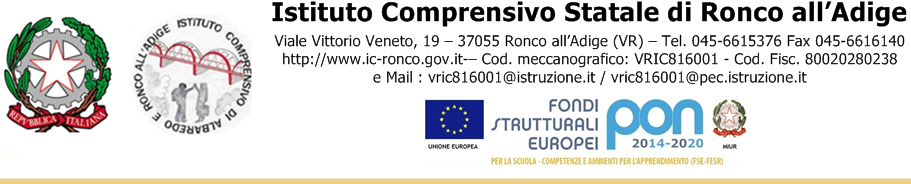 Istituto Comprensivo Statale di Ronco all’Adige
Viale Vittorio Veneto, 19 – 37055 Ronco all’Adige (VR) – Tel. 045-6615376 Fax 045-6616140
http://www.ic-ronco.gov.it-– Cod. meccanografico: VRIC816001 - Cod. Fisc. 80020280238
e Mail : vric816001@istruzione.it / vric816001@pec.istruzione.it
REPVBBLICA ITALIANA
ISTITUTO COMPRENSIVO DI ALBAREDO E RONCO ALL'ADIGE
UNIONE EUROPEA
FONDI
STRUTTURALI
EUROPEI
pon
2014-2020
MIUR
PER LA SCUOLA - COMPETENZE E AMBIENTI PER L'APPRENDIMENTO (FSE-FESR)